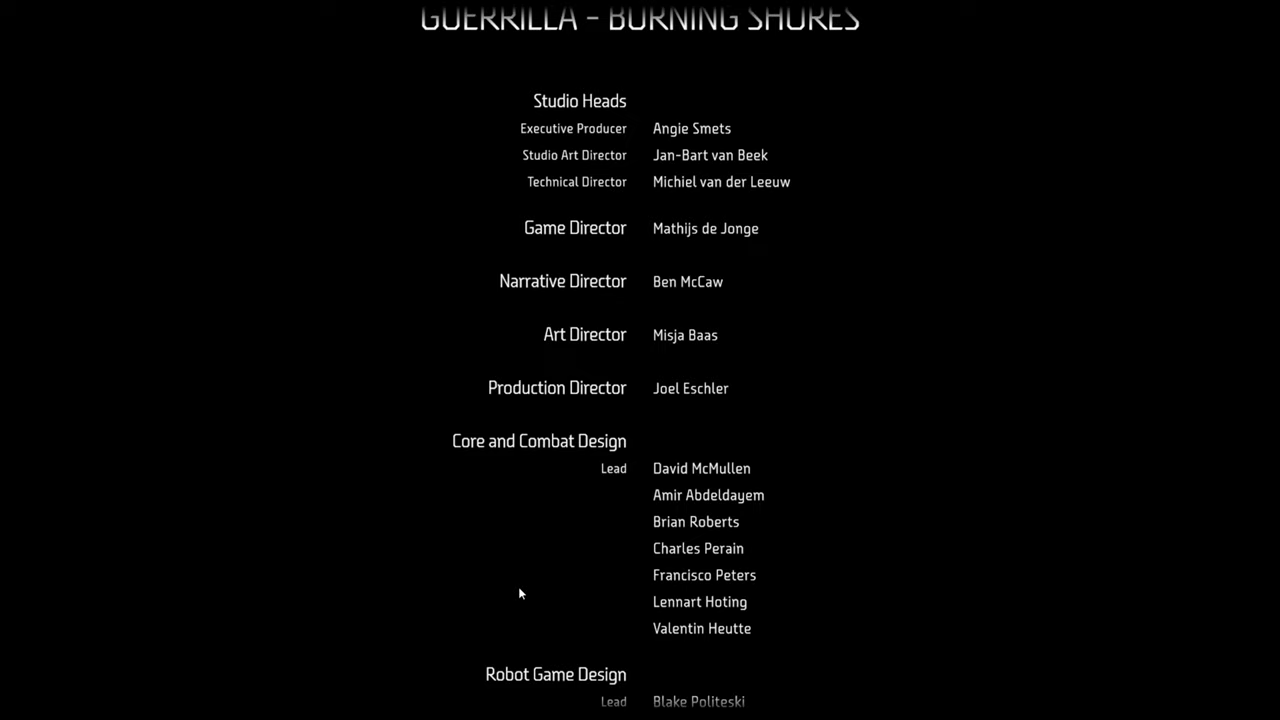 GUERRILLA - BURNING SHORES
Studio Heads
Executive Producer Angie Smets
Studio Art Director Jan-Bart van Beek
Technical Director Michiel van der Leeuw
Game Director Mathijs de Jonge
Narrative Director Ben McCaw
Art Director Misja Baas
Production Director Joel Eschler
Core and Combat Design
Lead David McMullen
Amir Abdeldayem
Brian Roberts
Charles Perain
Francisco Peters
Lennart Hoting
Valentin Heutte
Robot Game Design
Lead Blake Politeski